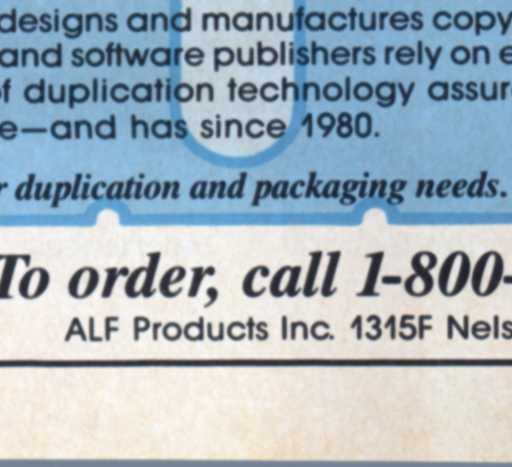 designs and manufactures copy
and software publishers rely on e
f duplication technology assur
e—and has since 1980.
r duplication and packaging needs.
To order, call 1-800-
ALF Products Inc. 1315F Nels